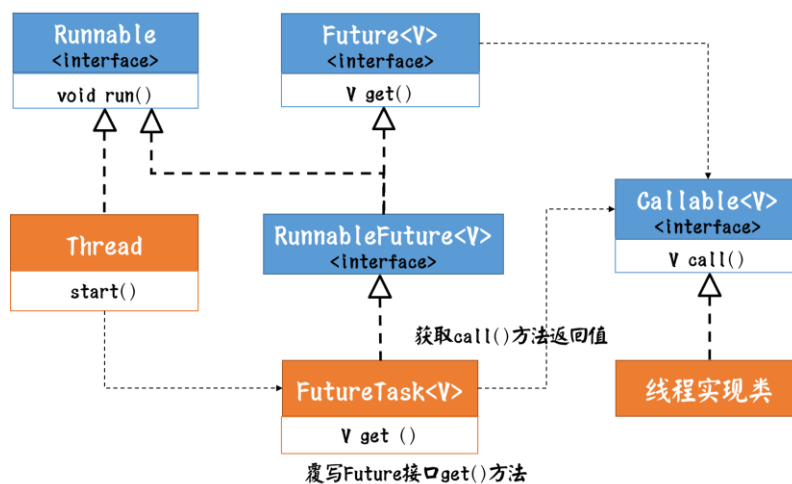 Runnable
<interface>
void run()
Future<V>
<interface>
V get()
Thread
start()
RunnableFuture<V>
<interface>
Callable<V>
<interface>
V call()
获取call()方法返回值
FutureTask<V>
V get ()
线程实现类
覆写Future接口get()方法